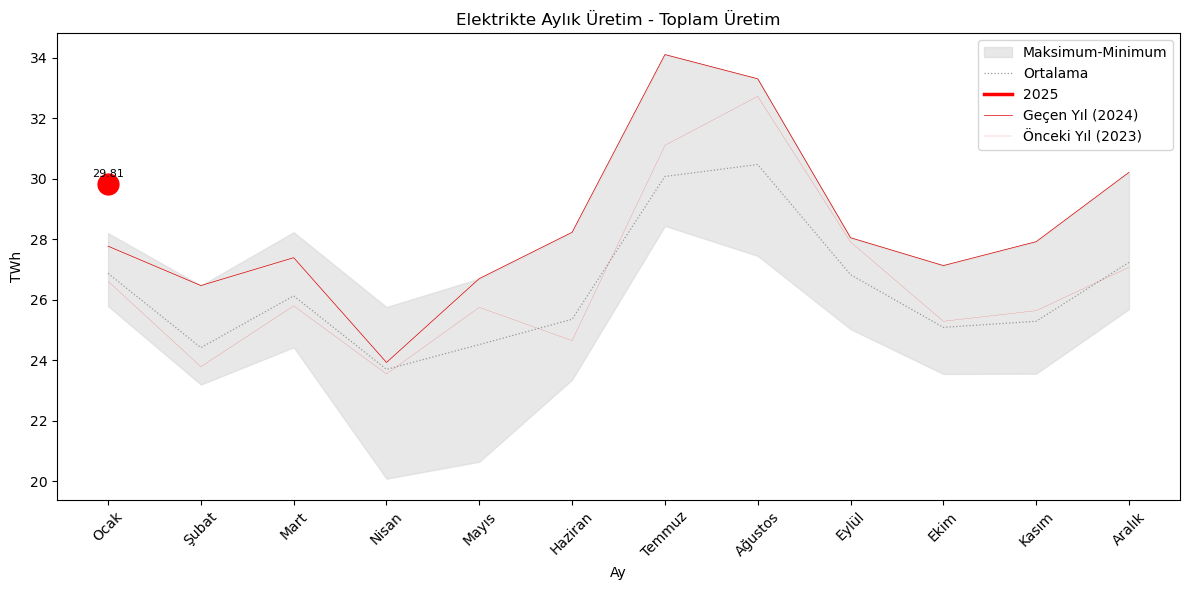 Elektrikte Aylık Üretim - Toplam Üretim
Maksimum-Minimum
Ortalama
2025
Geçen Yıl (2024)
Önceki Yıl (2023)
34
32
30
28
26
24
22
20
TWh
29.81
Ocak
Şubat
Mart
Nisan
Mayıs
Haziran
Temmuz
Ağustos
Eylül
Ekim
Kasım
Aralık
Ay